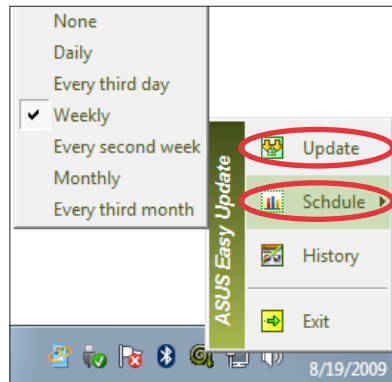 None
Daily
Every third day
Weekly
Every second week
Monthly
Every third month
ASUS Easy Update
Update
Schdule
History
Exit
8/19/2009